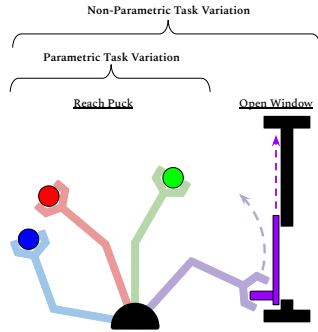 Non-Parametric Task Variation
Parametric Task Variation
Reach Puck
Open Window